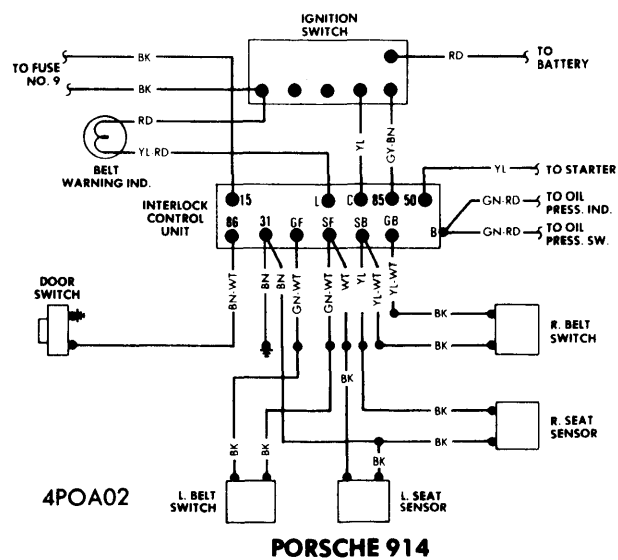 IGNITION
SWITCH
TO FUSE
NO. 9
BK
RD
TO
BATTERY
BK
RD
YL-RD
BELT
WARNING IND.
YL
GY-BN
YL
TO STARTER
INTERLOCK
CONTROL
UNIT
15
L
C
85
50
86
31
GF
SF
SB
GB
B
GN-RD
TO OIL
PRESS. IND.
GN-RD
TO OIL
PRESS. SW.
DOOR
SWITCH
BN-WT
BN
BN
GN-WT
GN-WT
WT
YL
YL-WT
YL-WT
BK
BK
R. BELT
SWITCH
BK
BK
BK
R. SEAT
SENSOR
BK
BK
BK
4POA02
L. BELT
SWITCH
L. SEAT
SENSOR
PORSCHE 914